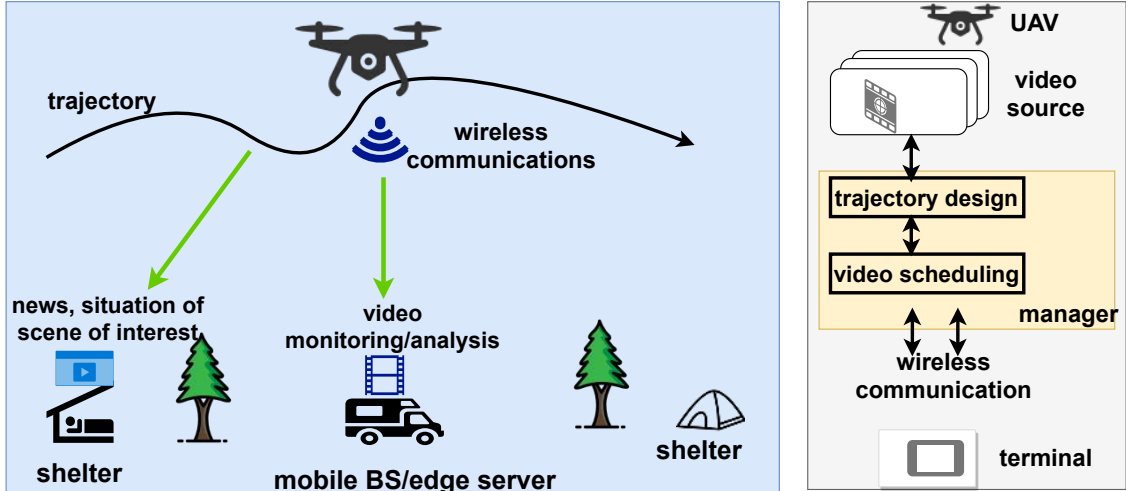 trajectory
wireless
communications
news, situation of
scene of interest
video
monitoring/analysis
shelter
mobile BS/edge server
shelter
UAV
video
source
trajectory design
video scheduling
manager
wireless
communication
terminal